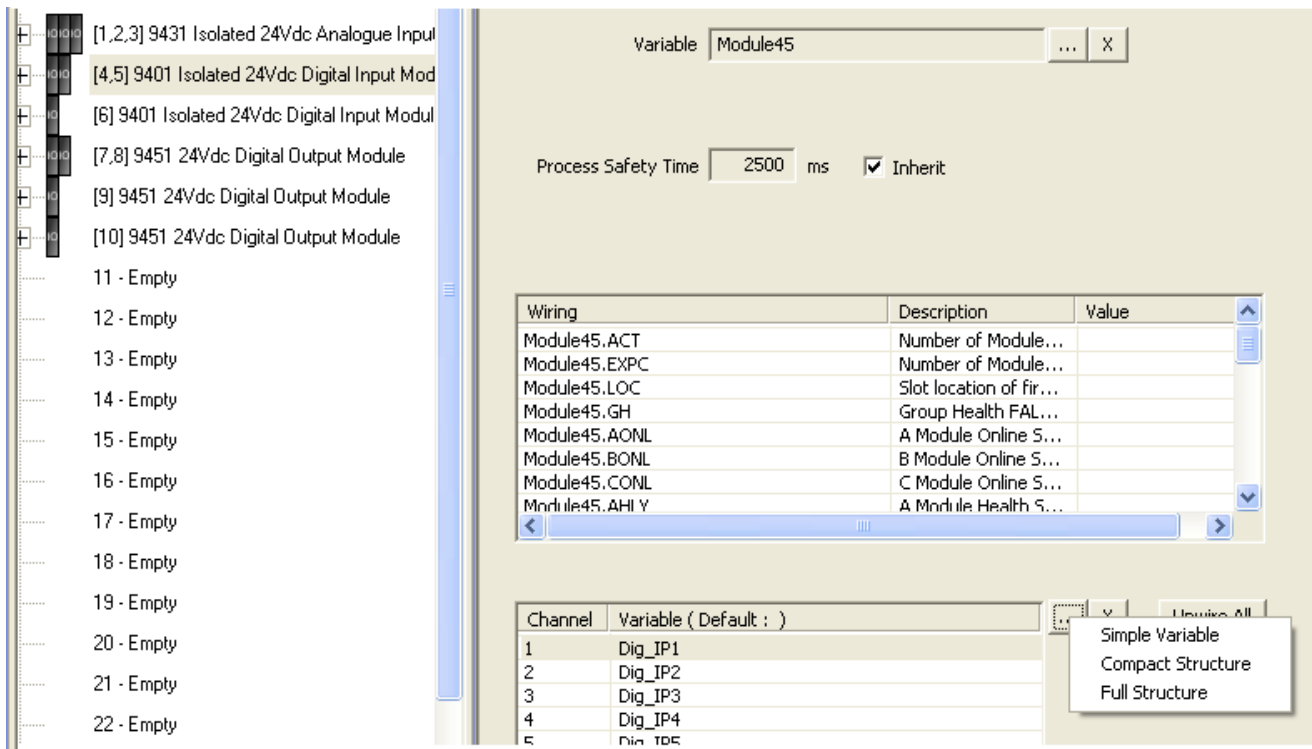 [1,2,3] 9431 Isolated 24Vdc Analogue Input
[4,5] 9401 Isolated 24Vdc Digital Input Mod
[6] 9401 Isolated 24Vdc Digital Input Modul
[7,8] 9451 24Vdc Digital Output Module
[9] 9451 24Vdc Digital Output Module
[10] 9451 24Vdc Digital Output Module
11 - Empty
12 - Empty
13 - Empty
14 - Empty
15 - Empty
16 - Empty
17 - Empty
18 - Empty
19 - Empty
20 - Empty
21 - Empty
22 - Empty
Variable Module45 ... X
Process Safety Time 2500 ms Inherit
Wiring Description Value
Module45.ACT Number of Module...
Module45.EXPC Number of Module...
Module45.LOC Slot location of fir...
Module45.GH Group Health FAL...
Module45.AONL A Module Online S...
Module45.BONL B Module Online S...
Module45.CONL C Module Online S...
Module45.AHLY A Module Health S...
Channel Variable ( Default : ) ... X Unwire All
1 Dig_IP1
2 Dig_IP2
3 Dig_IP3
4 Dig_IP4
5 Dig_IP5
Simple Variable
Compact Structure
Full Structure